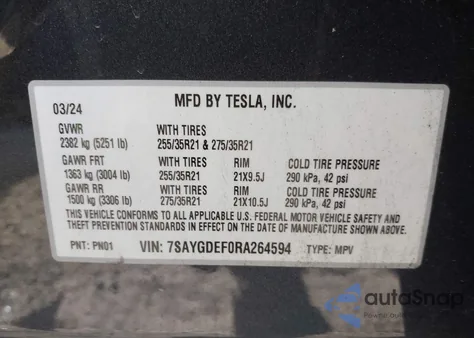 MFD BY TESLA, INC.
03/24
GVWR WITH TIRES
2382 kg (5251 lb) 255/35R21 & 275/35R21
GAWR FRT WITH TIRES RIM COLD TIRE PRESSURE
1363 kg (3004 lb) 255/35R21 21X9.5J 290 kPa, 42 psi
GAWR RR WITH TIRES RIM COLD TIRE PRESSURE
1500 kg (3306 lb) 275/35R21 21X10.5J 290 kPa, 42 psi
THIS VEHICLE CONFORMS TO ALL APPLICABLE U.S. FEDERAL MOTOR VEHICLE SAFETY AND
THEFT PREVENTION STANDARDS IN EFFECT ON THE DATE OF MANUFACTURE SHOWN ABOVE.
PNT: PN01 VIN: 7SAYGDEF0RA264594 TYPE: MPV
autoSnap
Powered by Auto Auctions